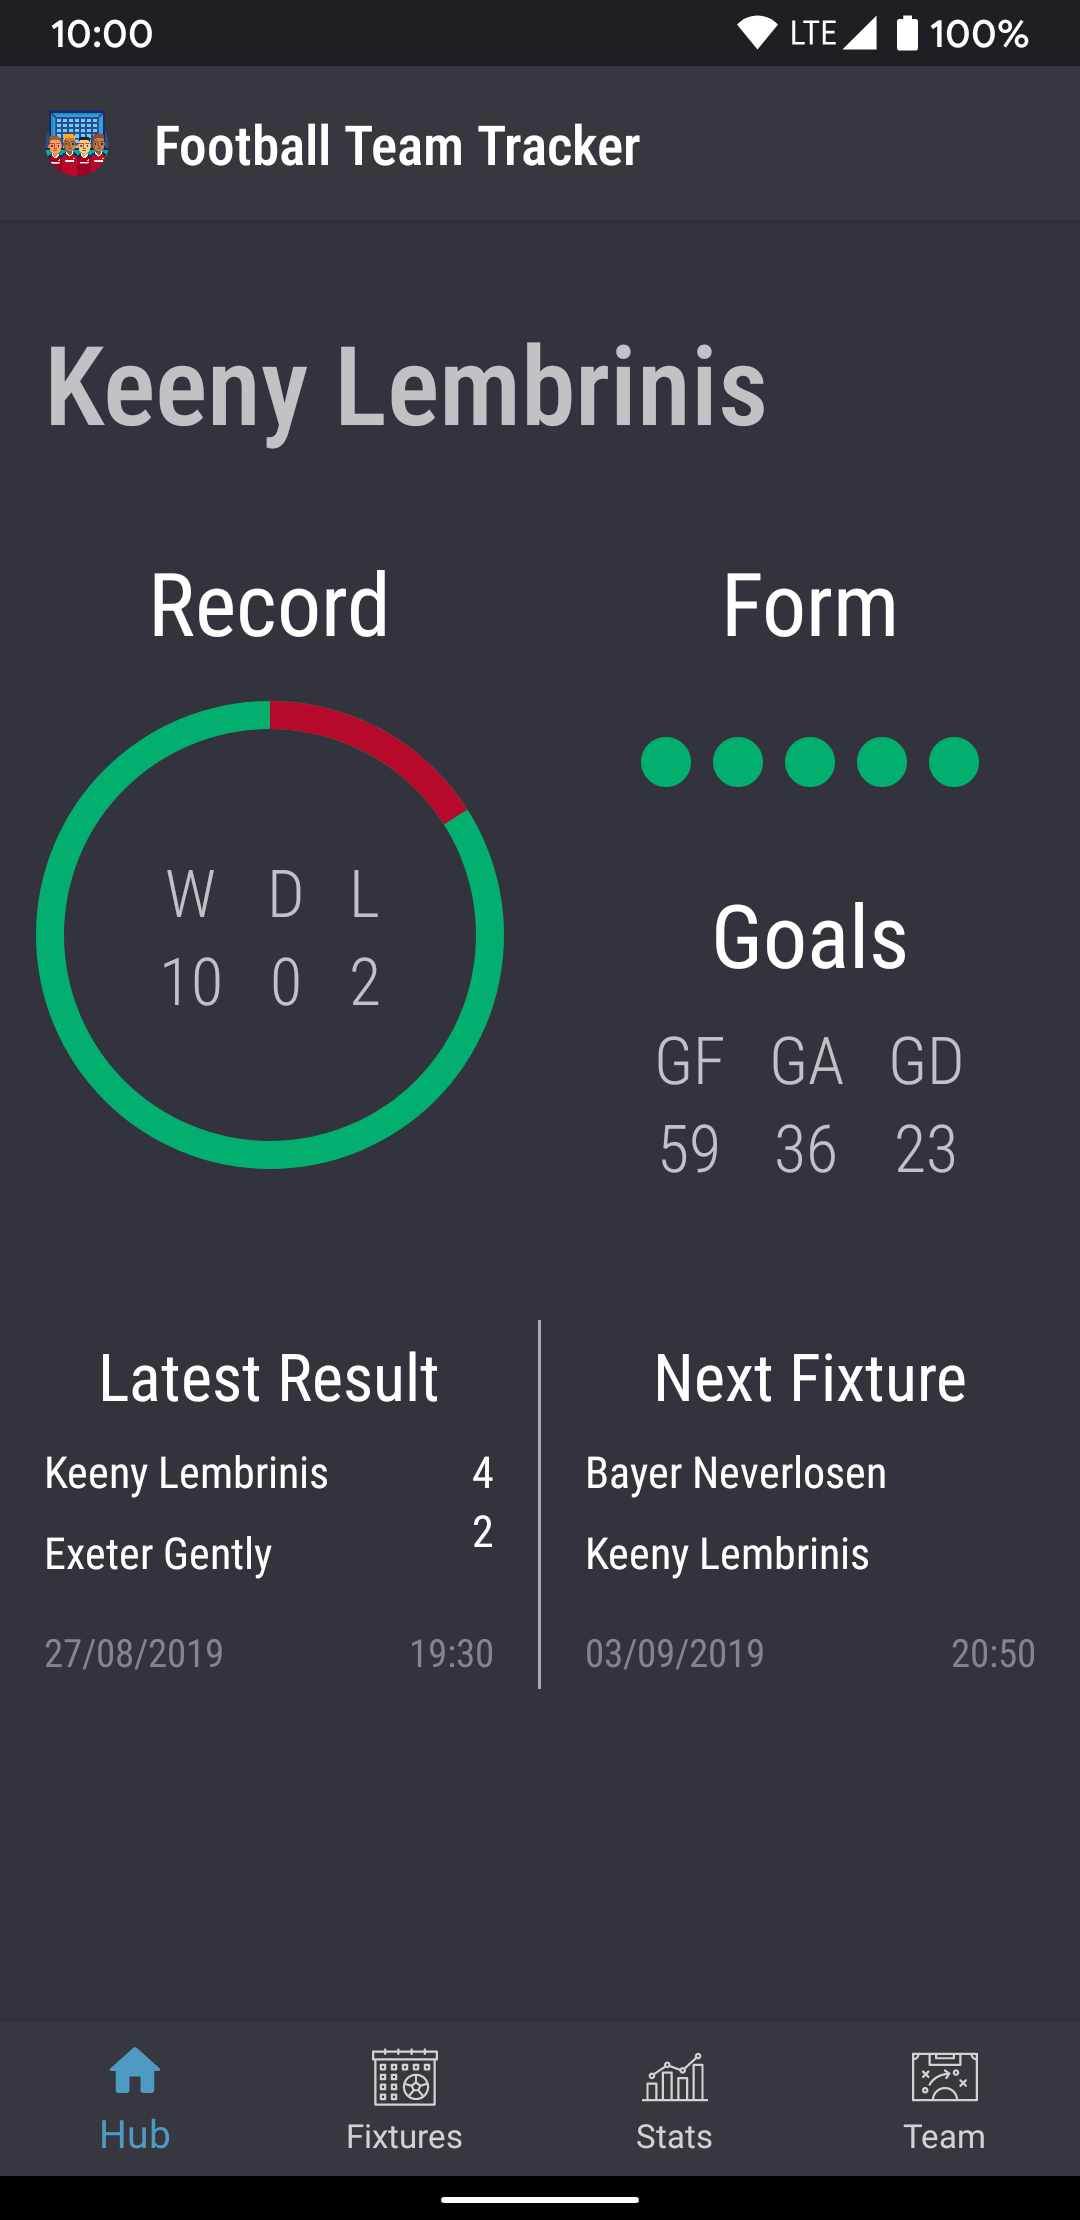 10:00 LTE 100%
Football Team Tracker
Keeny Lembrinis
Record
W D L
10 0 2
Form
Goals
GF GA GD
59 36 23
Latest Result
Keeny Lembrinis 4
Exeter Gently 2
27/08/2019 19:30
Next Fixture
Bayer Neverlosen
Keeny Lembrinis
03/09/2019 20:50
Hub Fixtures Stats Team